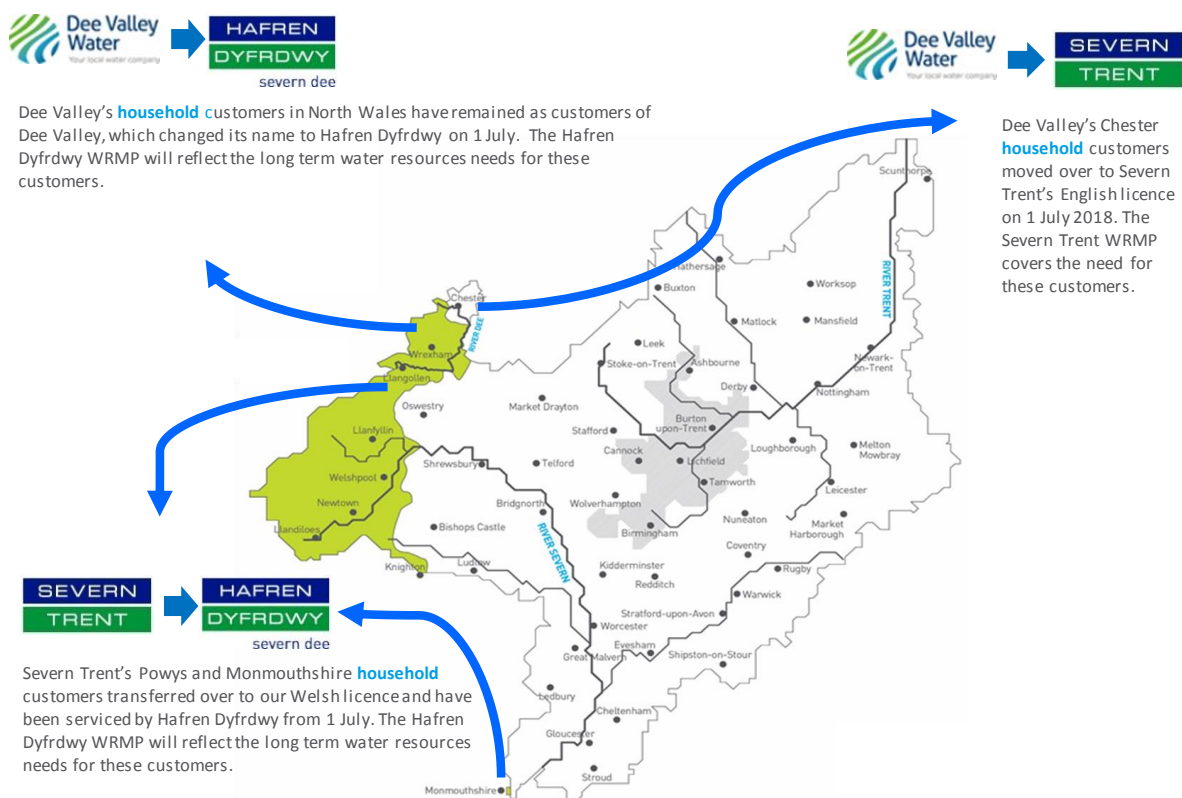 Dee Valley
Water
Your local water company
HAFREN
DYFRDWY
severn dee
Dee Valley's household customers in North Wales have remained as customers of
Dee Valley, which changed its name to Hafren Dyfrdwy on 1 July. The Hafren
Dyfrdwy WRMP will reflect the long term water resources needs for these
customers.
Dee Valley
Water
Your local water company
SEVERN
TRENT
Dee Valley's Chester
household customers
moved over to Severn
Trent's English licence
on 1 July 2018. The
Severn Trent WRMP
covers the need for
these customers.
Scunthorpe
Hathersage
Buxton
Worksop
RIVER TRENT
Chester
RIVER DEE
Matlock
Mansfield
Wrexham
Leek
Stoke-on-Trent
Ashbourne
Newark-
on-Trent
Llangollen
Derby
Nottingham
Oswestry
Market Drayton
Burton
upon-Trent
Stafford
Llanfyllin
Loughborough
Melton
Mowbray
Cannock
Lichfield
Shrewsbury
Telford
Welshpool
Tamworth
Leicester
Newtown
Bridgnorth
Wolverhampton
Nuneaton
Market
Harborough
Llandiloes
Bishops Castle
Birmingham
RIVER SEVERN
Coventry
Knighton
Ludlow
Kidderminster
Redditch
Rugby
Warwick
Stratford-upon-Avon
Worcester
Evesham
Great Malvern
Shipston-on-Stour
Ledbury
Cheltenham
Gloucester
Stroud
Monmouthshire
SEVERN
TRENT
HAFREN
DYFRDWY
severn dee
Severn Trent's Powys and Monmouthshire household
customers transferred over to our Welsh licence and have
been serviced by Hafren Dyfrdwy from 1 July. The Hafren
Dyfrdwy WRMP will reflect the long term water resources
needs for these customers.